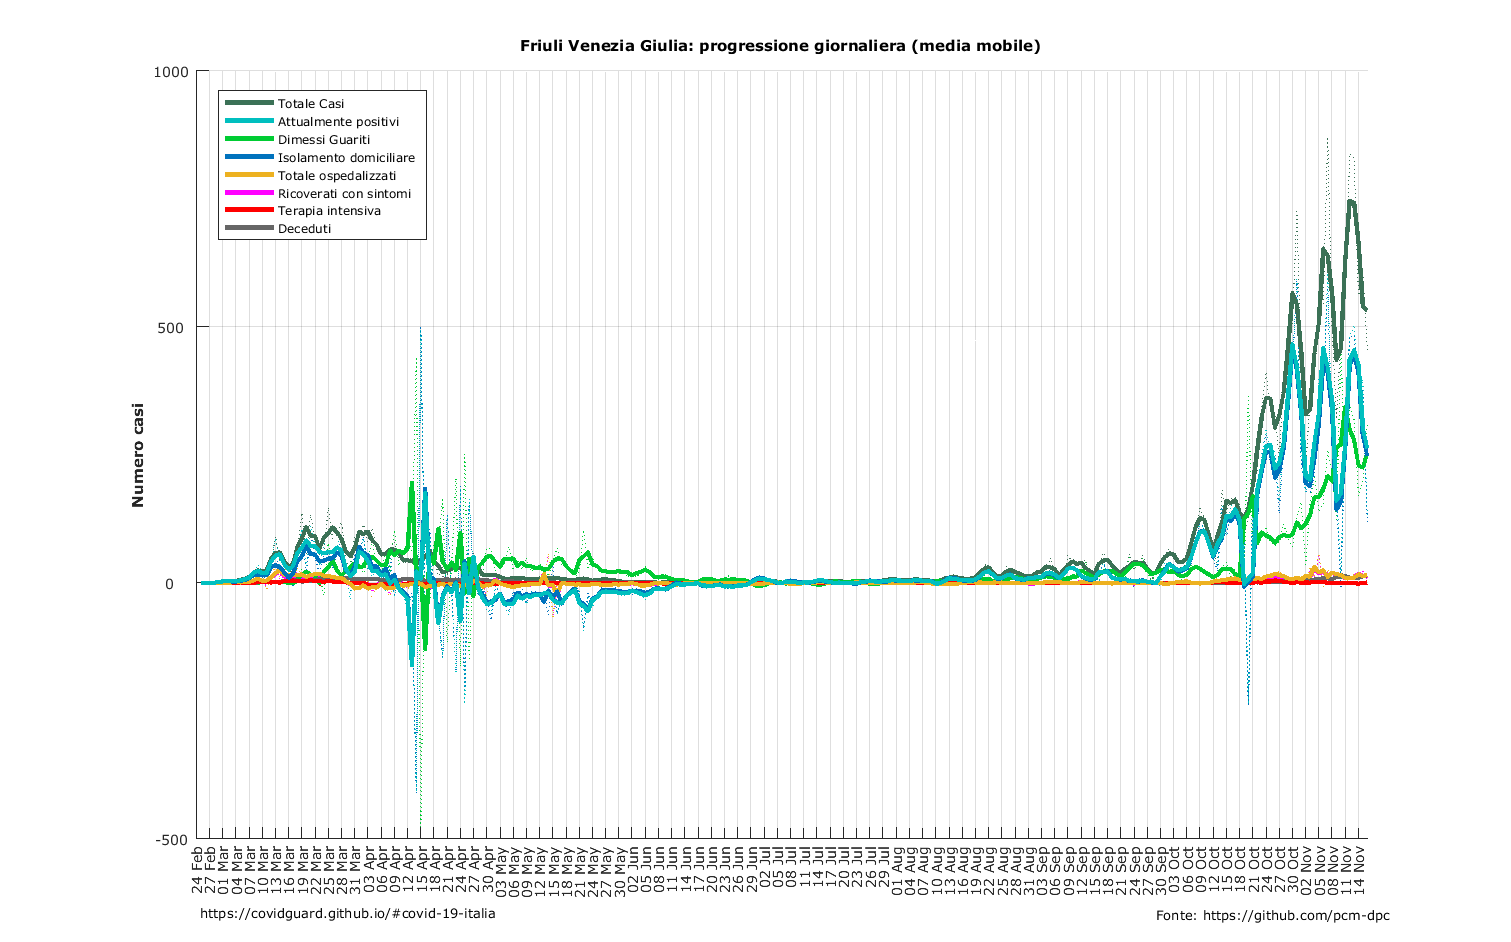 Friuli Venezia Giulia: progressione giornaliera (media mobile)
1000
500
0
-500
Numero casi
Totale Casi
Attualmente positivi
Dimessi Guariti
Isolamento domiciliare
Totale ospedalizzati
Ricoverati con sintomi
Terapia intensiva
Deceduti
24 Feb
27 Feb
01 Mar
04 Mar
07 Mar
10 Mar
13 Mar
16 Mar
19 Mar
22 Mar
25 Mar
28 Mar
31 Mar
03 Apr
06 Apr
09 Apr
12 Apr
15 Apr
18 Apr
21 Apr
24 Apr
27 Apr
30 Apr
03 May
06 May
09 May
12 May
15 May
18 May
21 May
24 May
27 May
30 May
02 Jun
05 Jun
08 Jun
11 Jun
14 Jun
17 Jun
20 Jun
23 Jun
26 Jun
29 Jun
02 Jul
05 Jul
08 Jul
11 Jul
14 Jul
17 Jul
20 Jul
23 Jul
26 Jul
29 Jul
01 Aug
04 Aug
07 Aug
10 Aug
13 Aug
16 Aug
19 Aug
22 Aug
25 Aug
28 Aug
31 Aug
03 Sep
06 Sep
09 Sep
12 Sep
15 Sep
18 Sep
21 Sep
24 Sep
27 Sep
30 Sep
03 Oct
06 Oct
09 Oct
12 Oct
15 Oct
18 Oct
21 Oct
24 Oct
27 Oct
30 Oct
02 Nov
05 Nov
08 Nov
11 Nov
14 Nov
https://covidguard.github.io/#covid-19-italia
Fonte: https://github.com/pcm-dpc